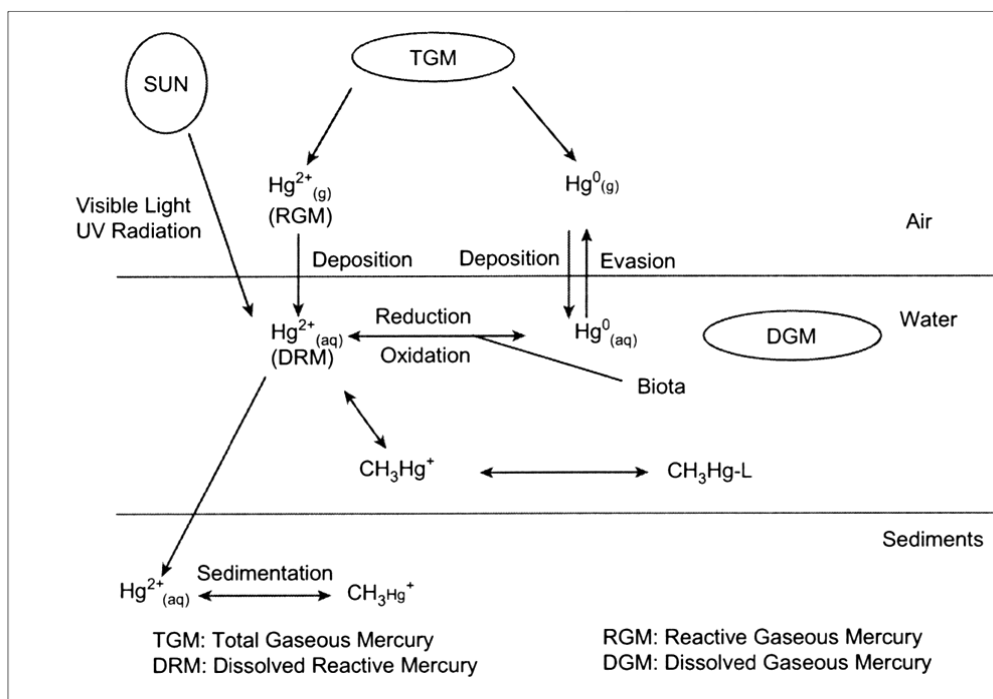 SUN
TGM
Hg²⁺(g)
(RGM)
Hg⁰(g)
Visible Light
UV Radiation
Air
Deposition
Deposition
Evasion
Water
Hg²⁺(aq)
(DRM)
Reduction
Oxidation
Hg⁰(aq)
DGM
Biota
CH₃Hg⁺
CH₃Hg-L
Sediments
Hg²⁺(aq)
Sedimentation
CH₃Hg⁺
TGM: Total Gaseous Mercury
DRM: Dissolved Reactive Mercury
RGM: Reactive Gaseous Mercury
DGM: Dissolved Gaseous Mercury